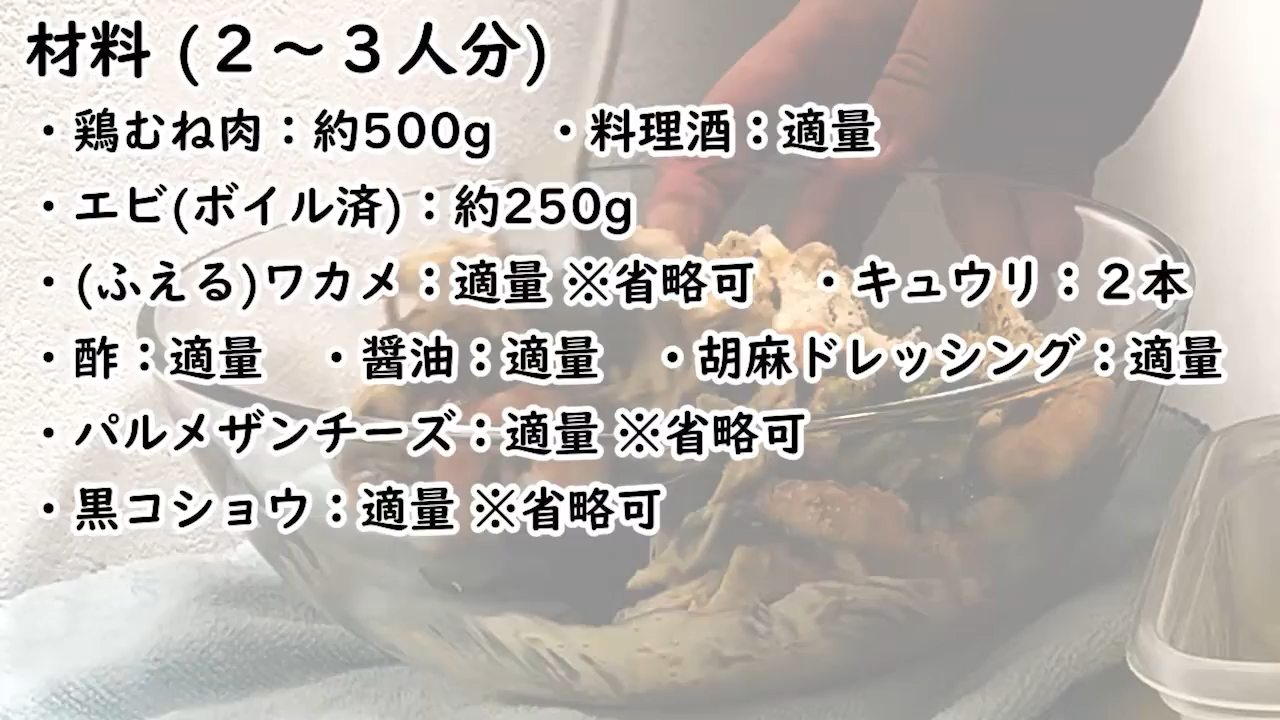 材料 (２～３人分)
・鶏むね肉：約500g　・料理酒：適量
・エビ(ボイル済)：約250g
・(ふえる)ワカメ：適量 ※省略可　・キュウリ：２本
・酢：適量　・醤油：適量　・胡麻ドレッシング：適量
・パルメザンチーズ：適量 ※省略可
・黒コショウ：適量 ※省略可